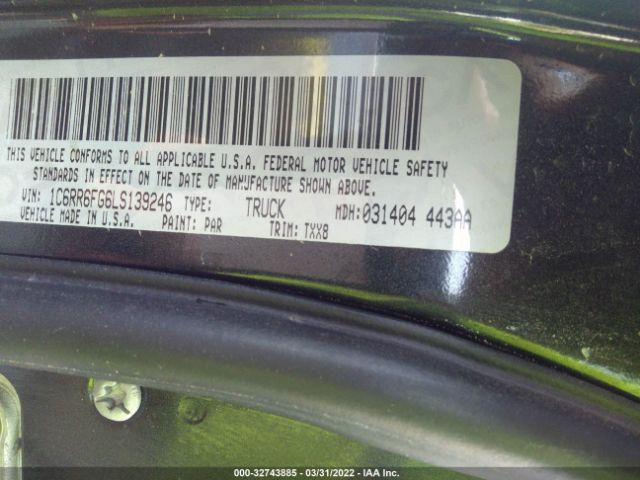 THIS VEHICLE CONFORMS TO ALL APPLICABLE U.S.A. FEDERAL MOTOR VEHICLE SAFETY
STANDARDS IN EFFECT ON THE DATE OF MANUFACTURE SHOWN ABOVE.
VIN: 1C6RR6FG6LS139246 TYPE: TRUCK MDH: 031404 443AA
VEHICLE MADE IN U.S.A. PAINT: PAR TRIM: TXX8
000-32743885 - 03/31/2022 - IAA Inc.